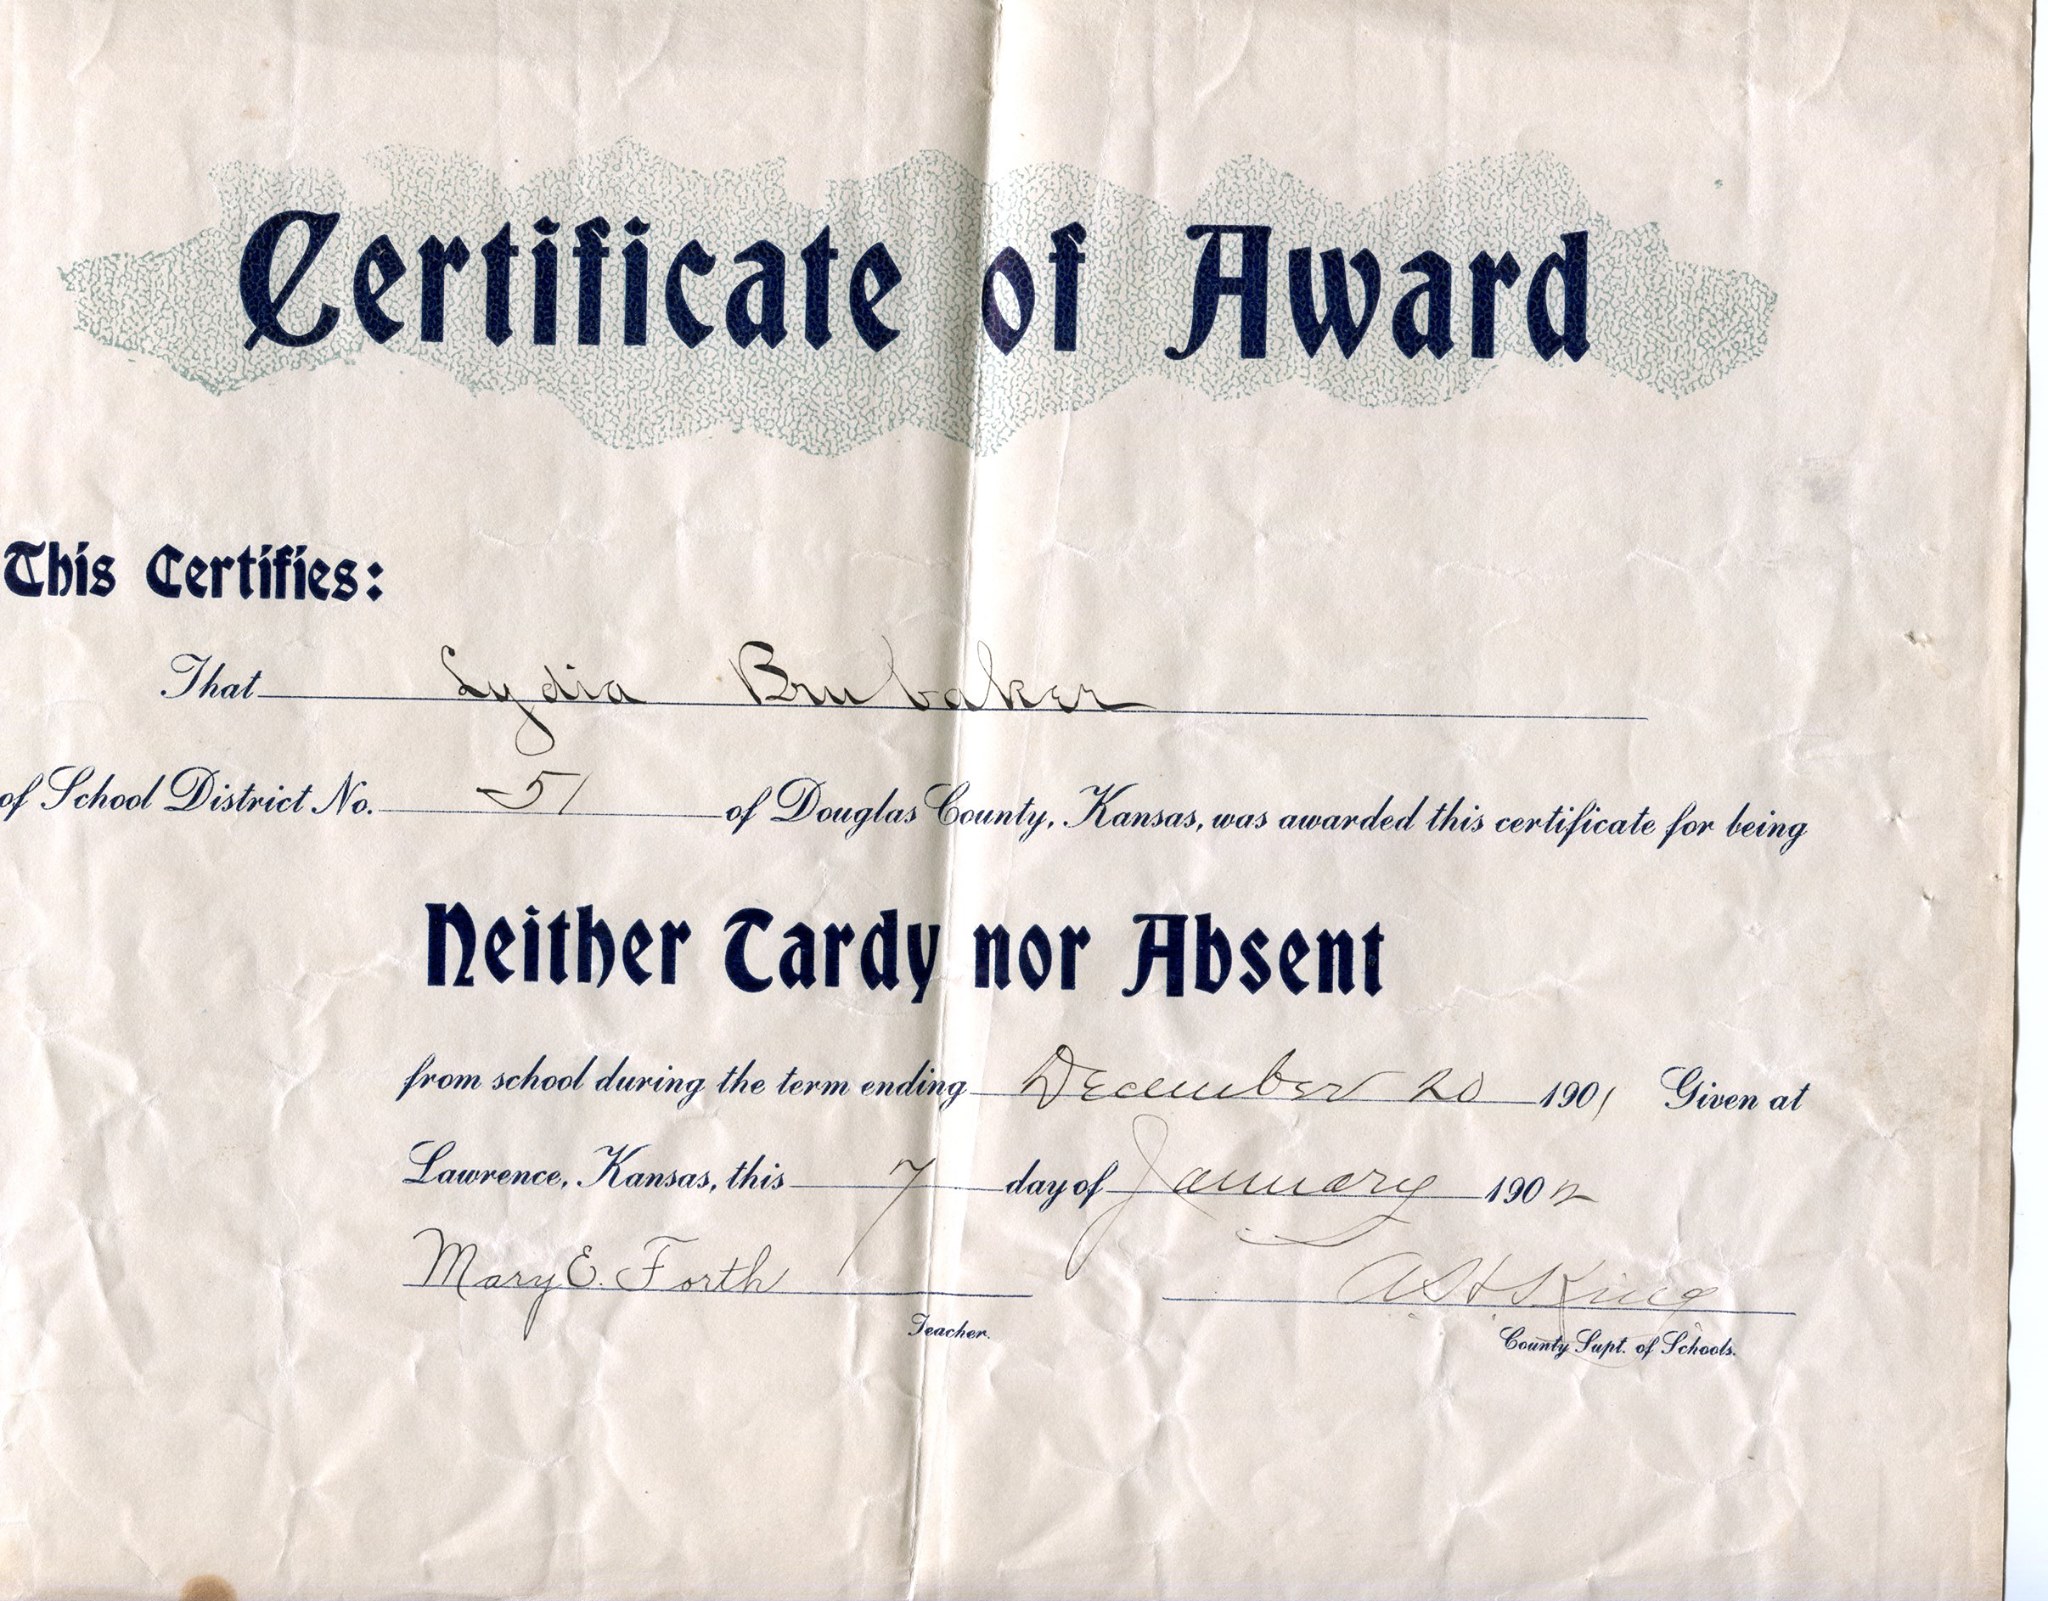 Certificate of Award
This Certifies:
That Lydia Brubaker
of School District No. 51 of Douglas County, Kansas, was awarded this certificate for being
Neither Tardy nor Absent
from school during the term ending December 20 1901 Given at
Lawrence, Kansas, this 7 day of January 1902
Mary E. Forth King
Teacher. County Supt. of Schools.